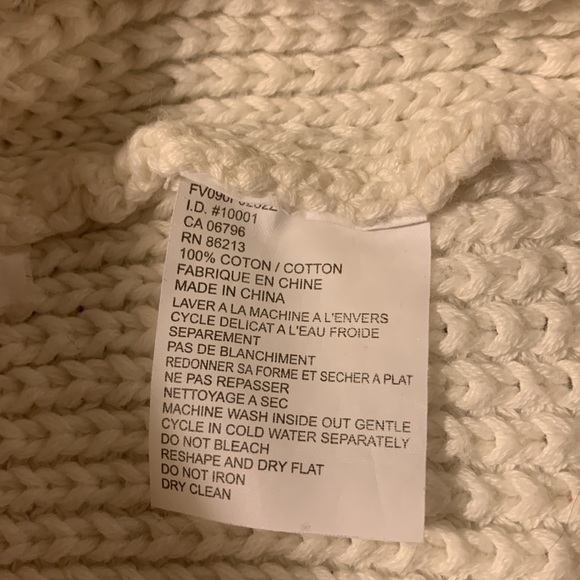 I.D. #10001
CA 06796
RN 86213
100% COTON / COTTON
FABRIQUE EN CHINE
MADE IN CHINA
LAVER A LA MACHINE A L'ENVERS
CYCLE DELICAT A L'EAU FROIDE
SEPAREMENT
PAS DE BLANCHIMENT
REDONNER SA FORME ET SECHER A PLAT
NE PAS REPASSER
NETTOYAGE A SEC
MACHINE WASH INSIDE OUT GENTLE
CYCLE IN COLD WATER SEPARATELY
DO NOT BLEACH
RESHAPE AND DRY FLAT
DO NOT IRON
DRY CLEAN